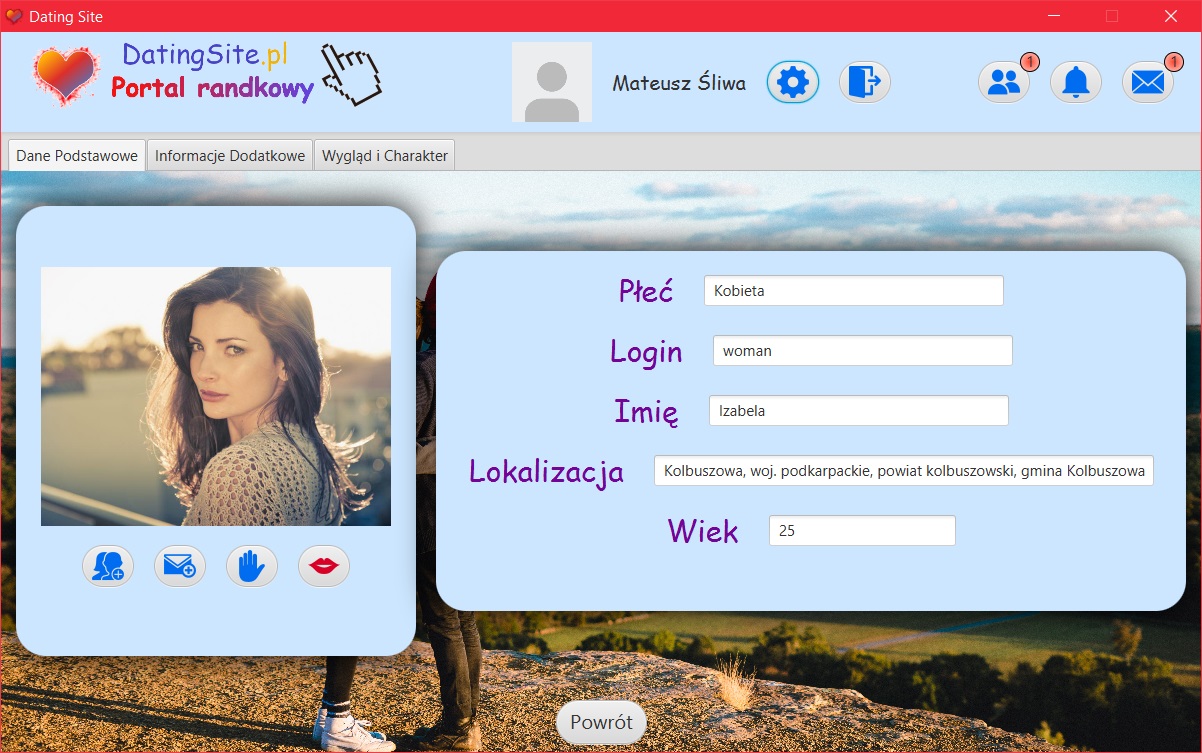 Dating Site
DatingSite.pl
Portal randkowy
Mateusz Śliwa
1
1
Dane Podstawowe
Informacje Dodatkowe
Wygląd i Charakter
Płeć
Kobieta
Login
woman
Imię
Izabela
Lokalizacja
Kolbuszowa, woj. podkarpackie, powiat kolbuszowski, gmina Kolbuszowa
Wiek
25
Powrót